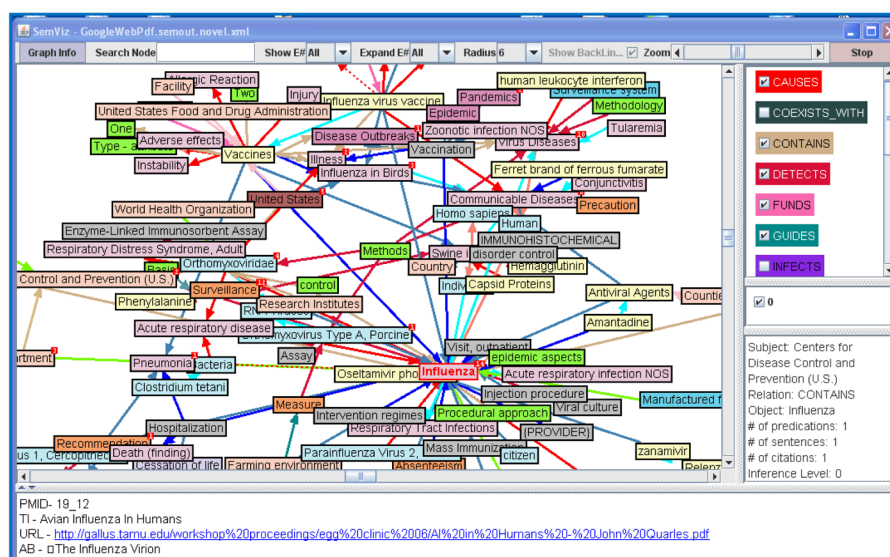 SemViz - GoogleWebPdf.semout.novel.xml
Graph Info Search Node Show E# All Expand E# All Radius 6 Show BackLin... Zoom Stop
Allergic Reaction
Facility
Two
Injury
Influenza virus vaccine
Pandemics
Epidemic
human leukocyte interferon
Surveillance system
Methodology
United States Food and Drug Administration
One
Adverse effects
Type -
Disease Outbreaks
Zoonotic infection NOS
Tularemia
Virus Diseases
Instability
Vaccines
Illness
Vaccination
Influenza in Birds
Ferret brand of ferrous fumarate
Conjunctivitis
United States
Communicable Diseases
Precaution
World Health Organization
Homo sapiens
Human
Enzyme-Linked Immunosorbent Assay
IMMUNOHISTOCHEMICAL
Respiratory Distress Syndrome, Adult
Methods
Swine
disorder control
Orthomyxoviridae
Country
Hemagglutinin
Control and Prevention (U.S.)
Surveillance
control
Capsid Proteins
Antiviral Agents
Phenylalanine
Research Institutes
Counties
Acute respiratory disease
Orthomyxovirus Type A, Porcine
Amantadine
Visit, outpatient
Assay
epidemic aspects
Pneumonia
Bacteria
Oseltamivir
Influenza
Acute respiratory infection NOS
Clostridium tetani
Injection procedure
Manufactured
Measure
Intervention regimes
Procedural approach
Viral culture
Hospitalization
Respiratory Tract Infections
{PROVIDER}
Recommendation
Death (finding)
Parainfluenza Virus 2,
Mass Immunization
citizen
zanamivir
Cessation of life
Farming environment
Absenteeism
CAUSES
COEXISTS_WITH
CONTAINS
DETECTS
FUNDS
GUIDES
INFECTS
0
Subject: Centers for
Disease Control and
Prevention (U.S.)
Relation: CONTAINS
Object: Influenza
# of predications: 1
# of sentences: 1
# of citations: 1
Inference Level: 0
PMID- 19_12
TI - Avian Influenza In Humans
URL - http://gallus.tamu.edu/workshop%20proceedings/egg%20clinic%2006/AI%20in%20Humans%20-%20John%20Quarles.pdf
AB - □The Influenza Virion